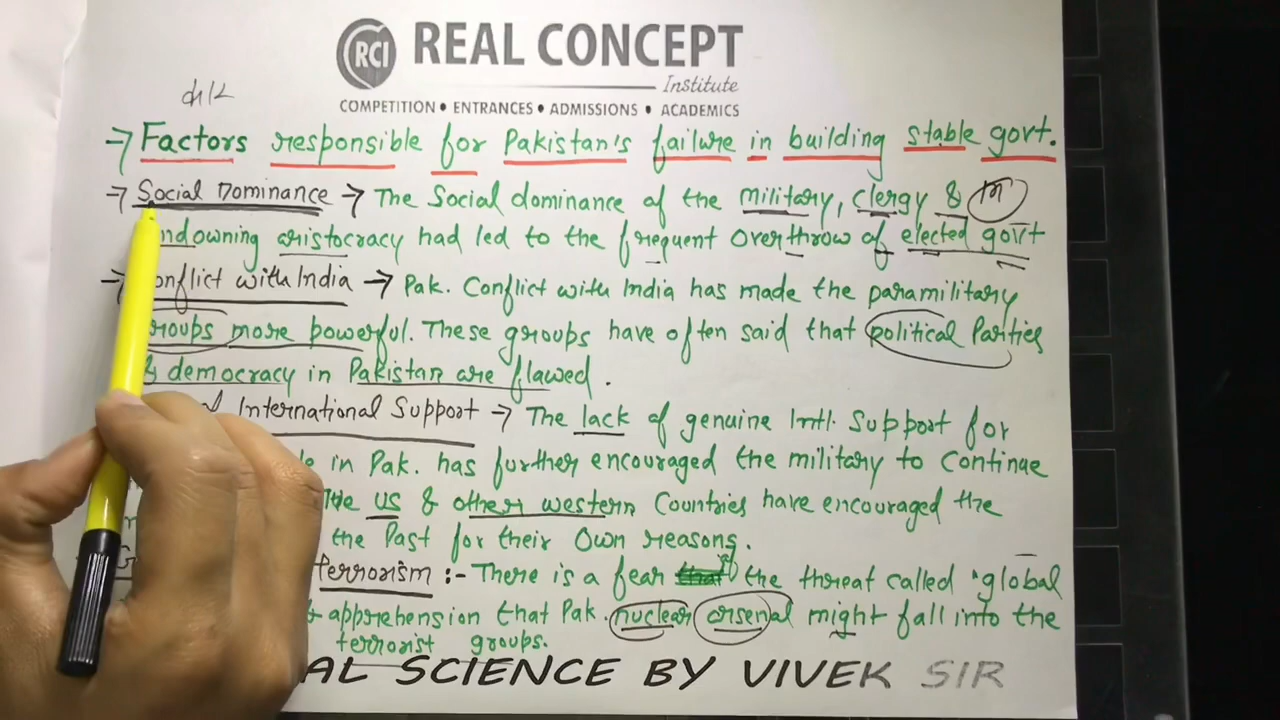 RCI REAL CONCEPT
Institute
COMPETITION • ENTRANCES • ADMISSIONS • ACADEMICS
→ Factors responsible for Pakistan's failure in building stable govt.
→ Social Dominance → The Social dominance of the military, clergy &
owning aristocracy had led to the frequent overthrow of elected govt
→ Conflict with India → Pak. Conflict with India has made the paramilitary
groups more powerful. These groups have often said that political Parties
& democracy in Pakistan are flawed.
International Support → The lack of genuine Intl. Support for
in Pak. has further encouraged the military to Continue
US & other western Countries have encouraged the
the Past for their Own reasons.
terrorism :- There is a fear of the threat called "global
apprehension that Pak. nuclear arsenal might fall into the
terrorist groups.
SCIENCE BY VIVEK SIR